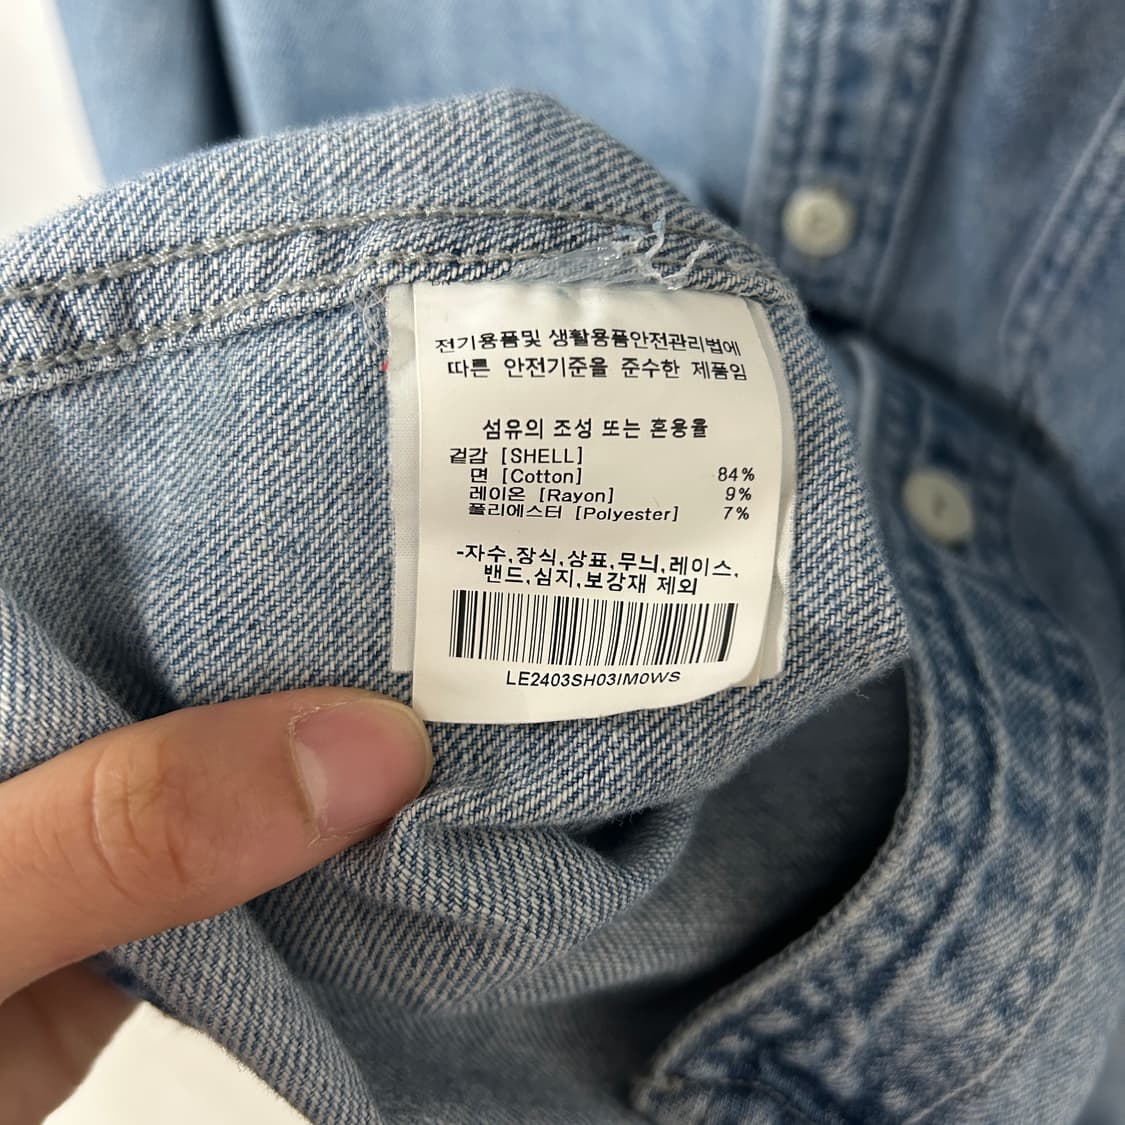 전기용품및 생활용품안전관리법에
따른 안전기준을 준수한 제품임
섬유의 조성 또는 혼용율
겉감 [SHELL]
면 [Cotton] 84%
레이온 [Rayon] 9%
폴리에스터 [Polyester] 7%
-자수,장식,상표,무늬,레이스,
밴드,심지,보강재 제외
LE2403SH03IM0WS